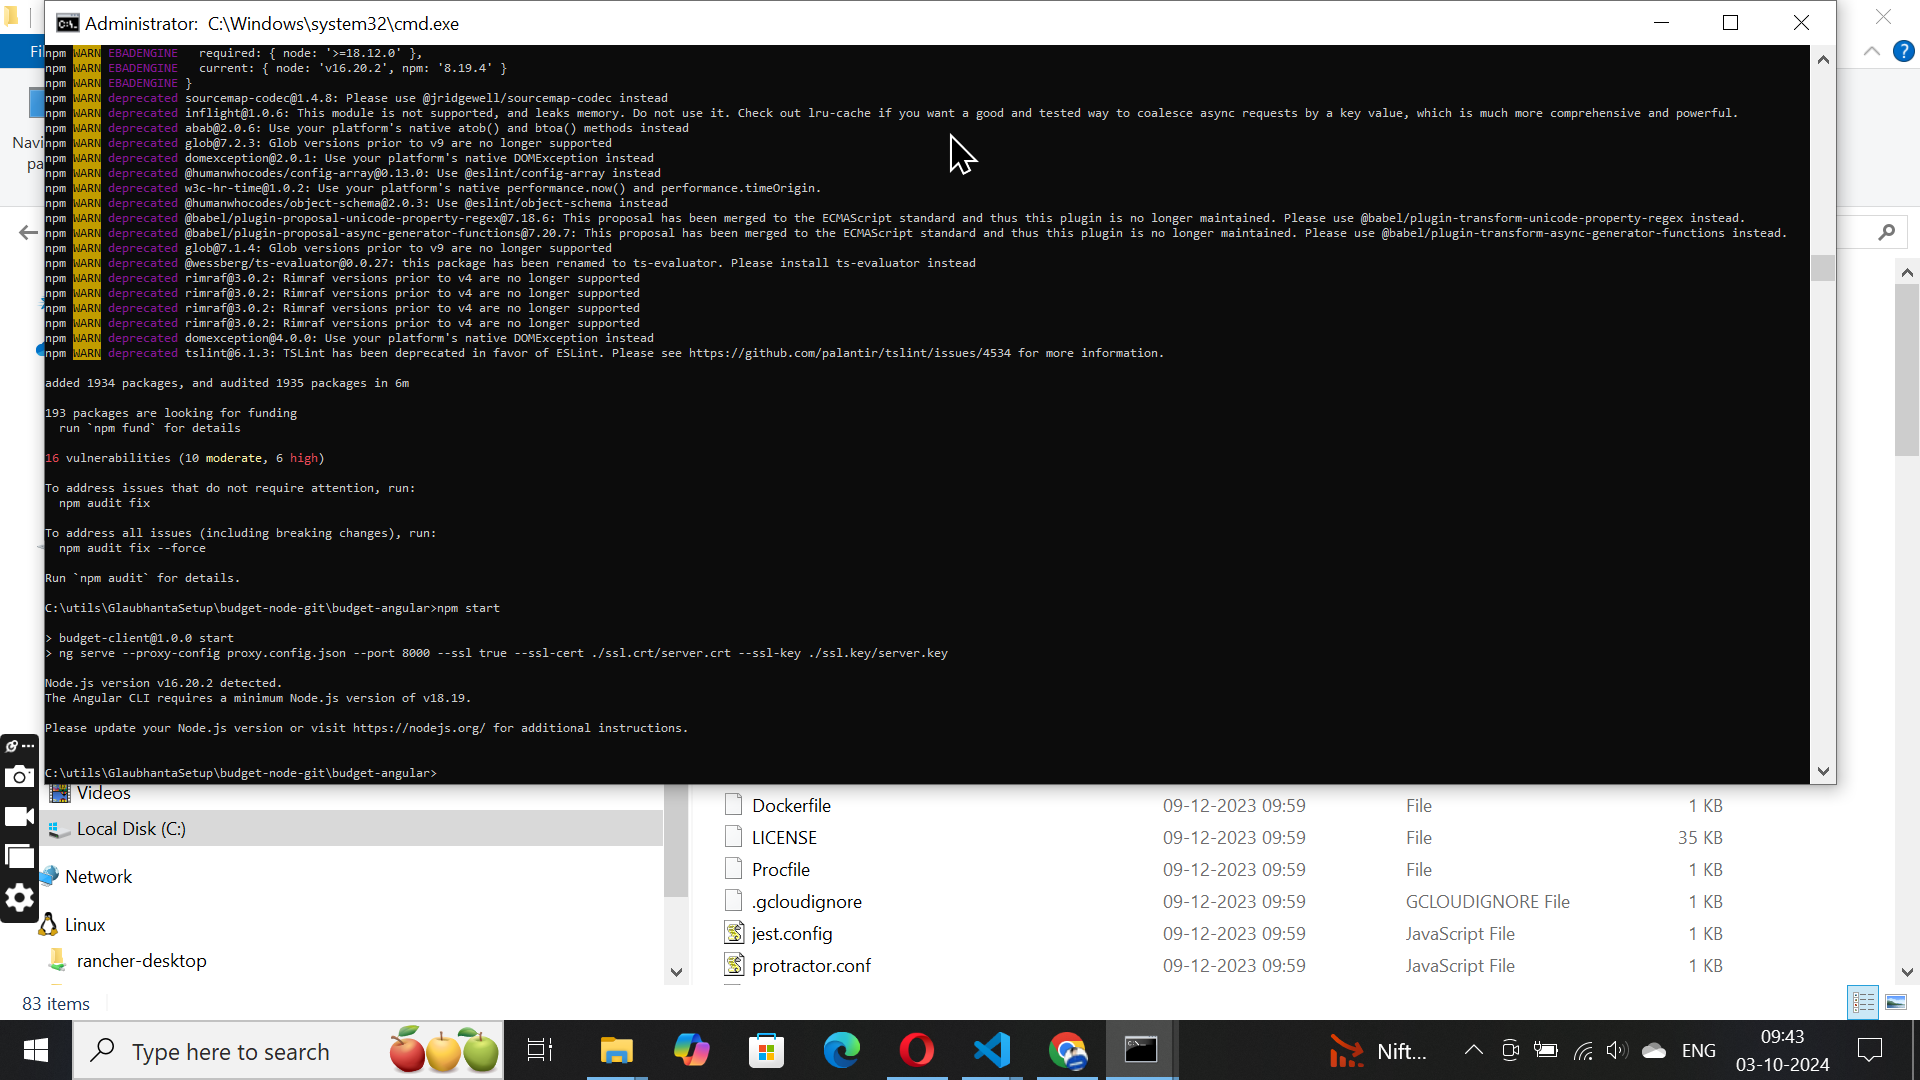 Administrator: C:\Windows\system32\cmd.exe
Fi
npm WARN EBADENGINE   required: { node: '>=18.12.0' },
npm WARN EBADENGINE   current: { node: 'v16.20.2', npm: '8.19.4' }
npm WARN EBADENGINE }
npm WARN deprecated sourcemap-codec@1.4.8: Please use @jridgewell/sourcemap-codec instead
npm WARN deprecated inflight@1.0.6: This module is not supported, and leaks memory. Do not use it. Check out lru-cache if you want a good and tested way to coalesce async requests by a key value, which is much more comprehensive and powerful.
npm WARN deprecated abab@2.0.6: Use your platform's native atob() and btoa() methods instead
npm WARN deprecated glob@7.2.3: Glob versions prior to v9 are no longer supported
npm WARN deprecated domexception@2.0.1: Use your platform's native DOMException instead
npm WARN deprecated @humanwhocodes/config-array@0.13.0: Use @eslint/config-array instead
npm WARN deprecated w3c-hr-time@1.0.2: Use your platform's native performance.now() and performance.timeOrigin.
npm WARN deprecated @humanwhocodes/object-schema@2.0.3: Use @eslint/object-schema instead
npm WARN deprecated @babel/plugin-proposal-unicode-property-regex@7.18.6: This proposal has been merged to the ECMAScript standard and thus this plugin is no longer maintained. Please use @babel/plugin-transform-unicode-property-regex instead.
npm WARN deprecated @babel/plugin-proposal-async-generator-functions@7.20.7: This proposal has been merged to the ECMAScript standard and thus this plugin is no longer maintained. Please use @babel/plugin-transform-async-generator-functions instead.
npm WARN deprecated glob@7.1.4: Glob versions prior to v9 are no longer supported
npm WARN deprecated @wessberg/ts-evaluator@0.0.27: this package has been renamed to ts-evaluator. Please install ts-evaluator instead
npm WARN deprecated rimraf@3.0.2: Rimraf versions prior to v4 are no longer supported
npm WARN deprecated rimraf@3.0.2: Rimraf versions prior to v4 are no longer supported
npm WARN deprecated rimraf@3.0.2: Rimraf versions prior to v4 are no longer supported
npm WARN deprecated rimraf@3.0.2: Rimraf versions prior to v4 are no longer supported
npm WARN deprecated domexception@4.0.0: Use your platform's native DOMException instead
npm WARN deprecated tslint@6.1.3: TSLint has been deprecated in favor of ESLint. Please see https://github.com/palantir/tslint/issues/4534 for more information.
Navi
pa
added 1934 packages, and audited 1935 packages in 6m
193 packages are looking for funding
run `npm fund` for details
16 vulnerabilities (10 moderate, 6 high)
To address issues that do not require attention, run:
npm audit fix
To address all issues (including breaking changes), run:
npm audit fix --force
Run `npm audit` for details.
C:\utils\GlaubhantaSetup\budget-node-git\budget-angular>npm start
> budget-client@1.0.0 start
> ng serve --proxy-config proxy.config.json --port 8000 --ssl true --ssl-cert ./ssl.crt/server.crt --ssl-key ./ssl.key/server.key
Node.js version v16.20.2 detected.
The Angular CLI requires a minimum Node.js version of v18.19.
Please update your Node.js version or visit https://nodejs.org/ for additional instructions.
C:\utils\GlaubhantaSetup\budget-node-git\budget-angular>
Videos
Local Disk (C:)
Network
Linux
rancher-desktop
Dockerfile 09-12-2023 09:59 File 1 KB
LICENSE 09-12-2023 09:59 File 35 KB
Procfile 09-12-2023 09:59 File 1 KB
.gcloudignore 09-12-2023 09:59 GCLOUDIGNORE File 1 KB
jest.config 09-12-2023 09:59 JavaScript File 1 KB
protractor.conf 09-12-2023 09:59 JavaScript File 1 KB
83 items
Type here to search
Nift...
ENG
09:43
03-10-2024